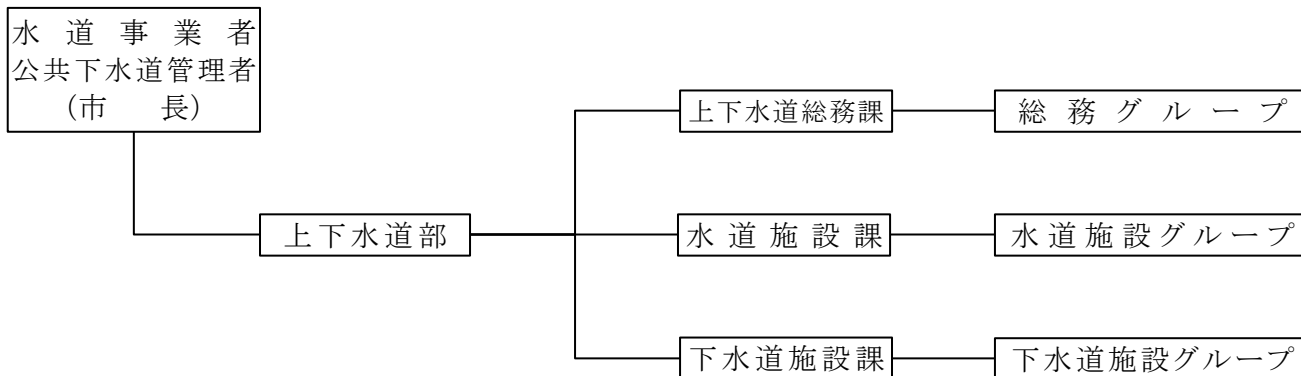 水道事業者
公共下水道管理者
(市長)
上下水道総務課
総務グループ
上下水道部
水道施設課
水道施設グループ
下水道施設課
下水道施設グループ